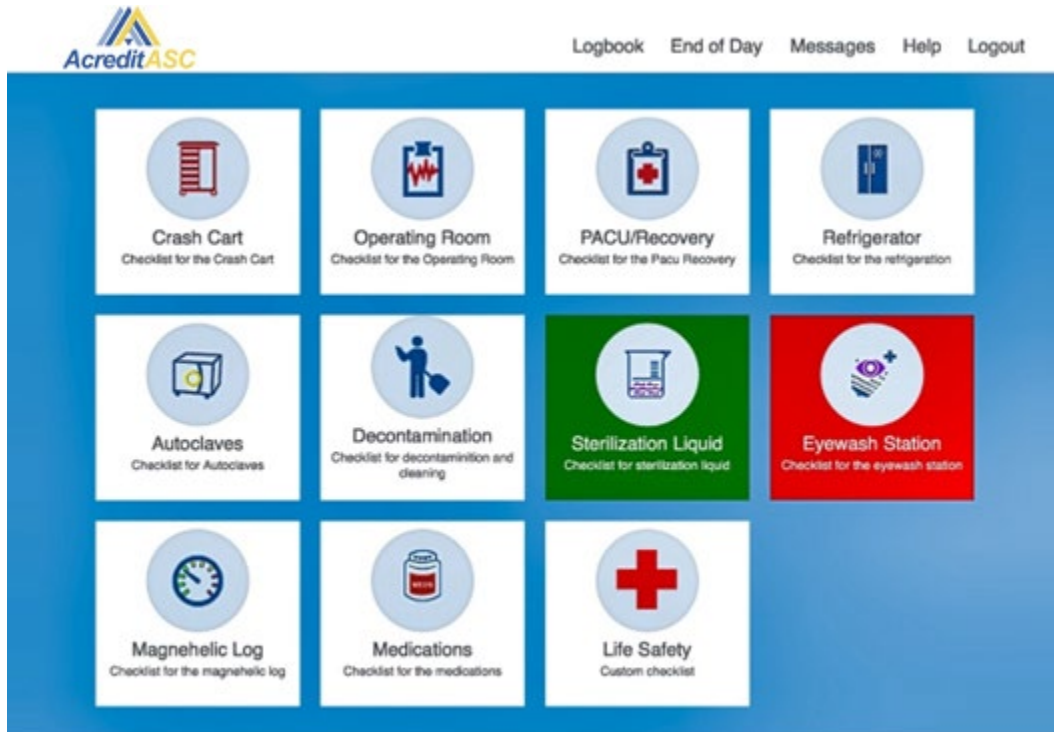 AcreditASC
Logbook End of Day Messages Help Logout
Crash Cart
Checklist for the Crash Cart
Operating Room
Checklist for the Operating Room
PACU/Recovery
Checklist for the Pacu Recovery
Refrigerator
Checklist for the refrigeration
Autoclaves
Checklist for Autoclaves
Decontamination
Checklist for decontaminition and
cleaning
Sterilization Liquid
Checklist for sterilization liquid
Eyewash Station
Checklist for the eyewash station
Magnehelic Log
Checklist for the magnehelic log
MEDS
Medications
Checklist for the medications
Life Safety
Custom checklist